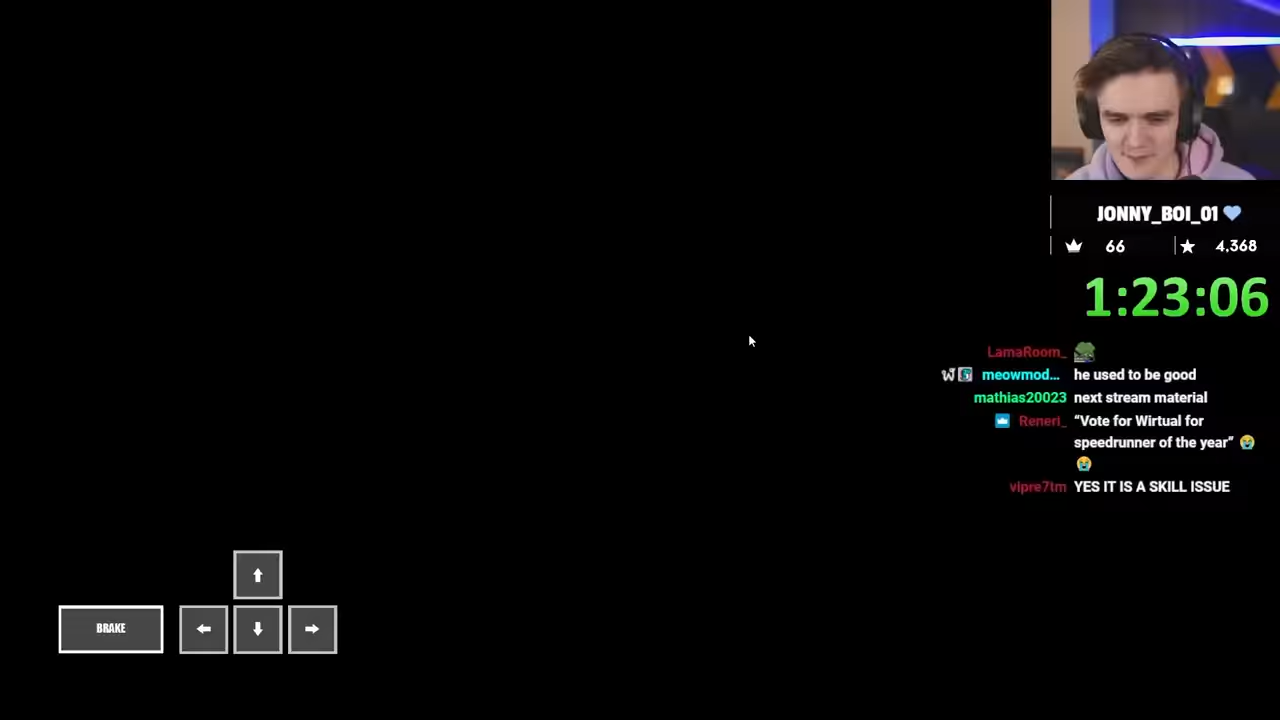 JONNY_BOI_01
66 4,368
1:23:06
LamaRoom_
meowmod... he used to be good
mathias20023 next stream material
Reneri_ “Vote for Wirtual for
speedrunner of the year” 😭
😭
vipre7tm YES IT IS A SKILL ISSUE
BRAKE